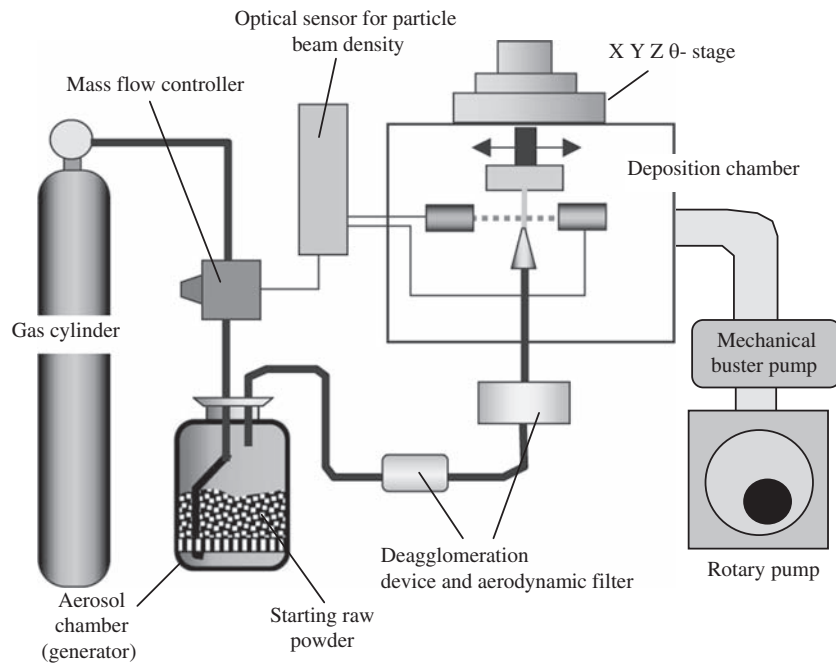 Optical sensor for particle
beam density
X Y Z θ- stage
Mass flow controller
Deposition chamber
Gas cylinder
Mechanical
buster pump
Deagglomeration
device and aerodynamic filter
Rotary pump
Aerosol
chamber
(generator)
Starting raw
powder